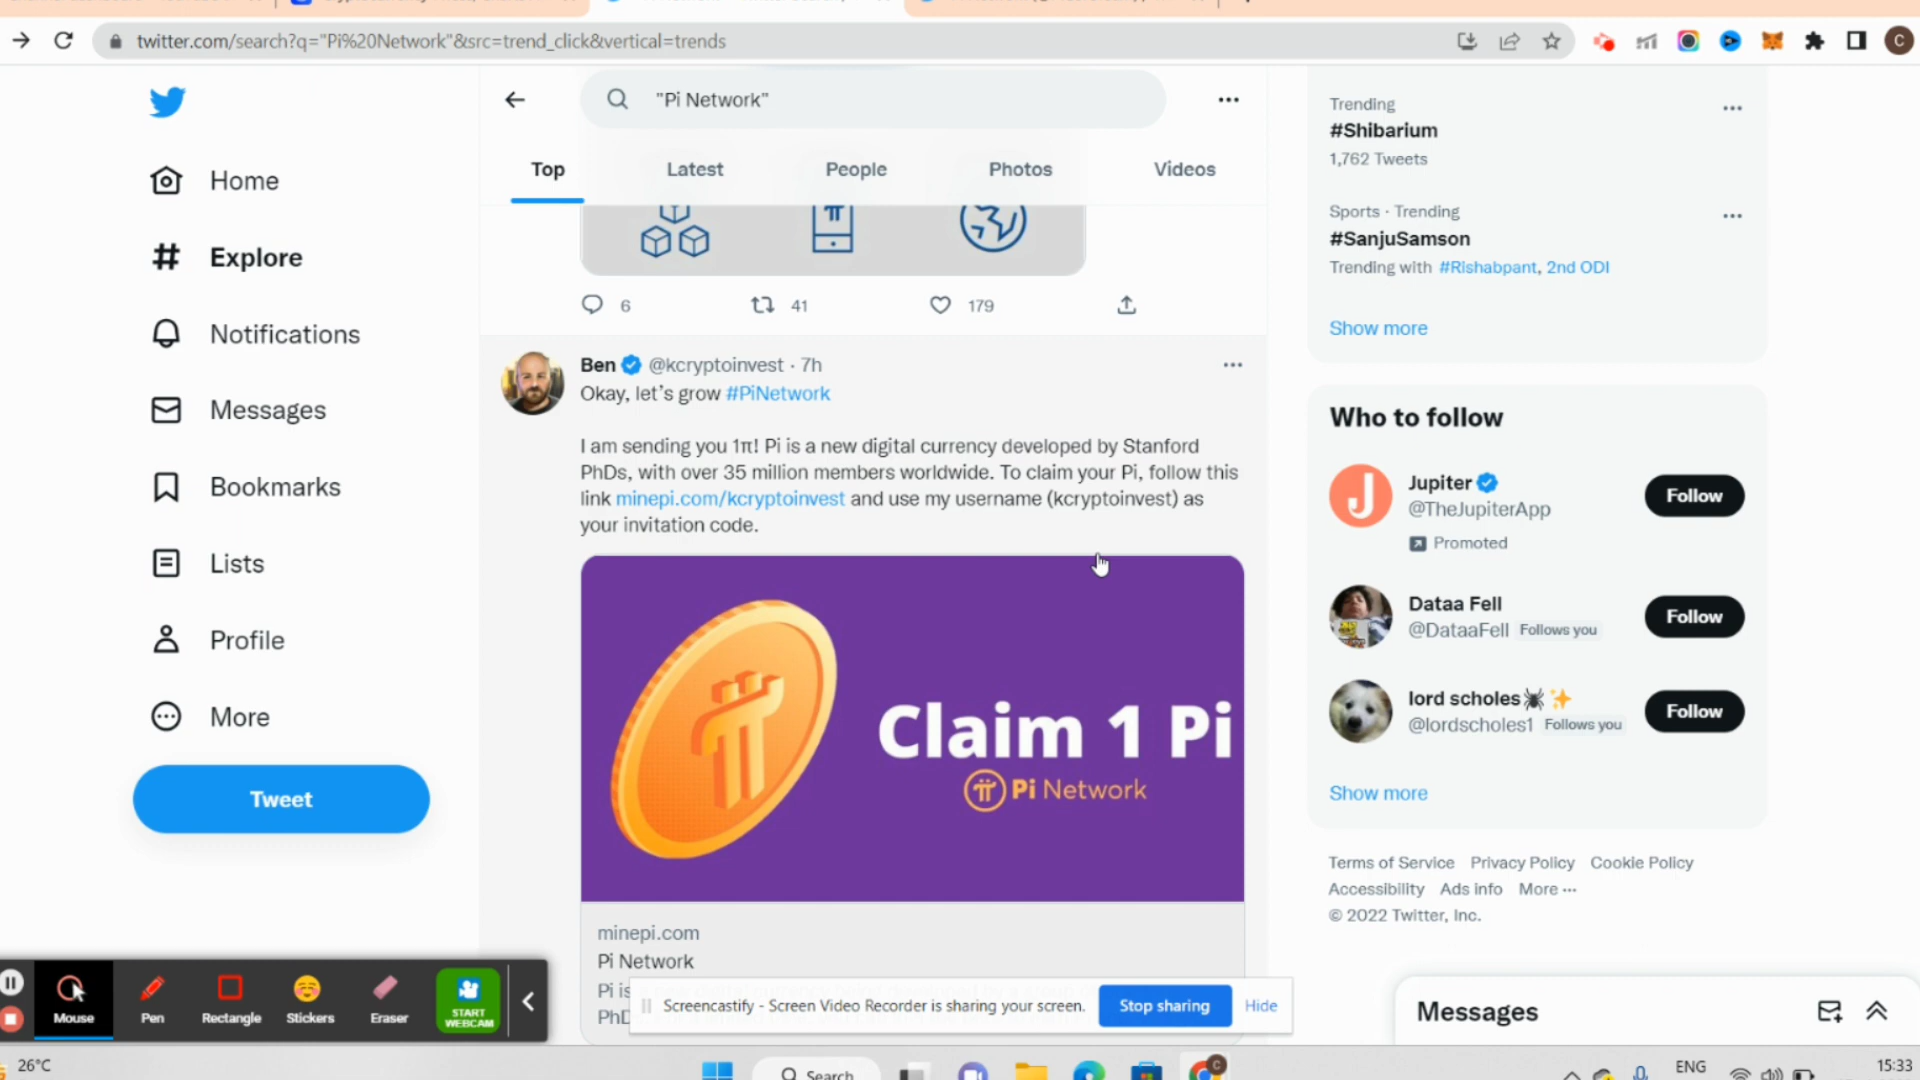 twitter.com/search?q="Pi%20Network"&src=trend_click&vertical=trends
C
"Pi Network"
Top
Latest
People
Photos
Videos
Home
Explore
Notifications
Messages
Bookmarks
Lists
Profile
More
Tweet
6
41
179
Ben @kcryptoinvest · 7h
Okay, let's grow #PiNetwork
I am sending you 1π! Pi is a new digital currency developed by Stanford
PhDs, with over 35 million members worldwide. To claim your Pi, follow this
link minepi.com/kcryptoinvest and use my username (kcryptoinvest) as
your invitation code.
Claim 1 Pi
Pi Network
minepi.com
Pi Network
Pi is
PhD
Trending
#Shibarium
1,762 Tweets
Sports · Trending
#SanjuSamson
Trending with #Rishabpant, 2nd ODI
Show more
Who to follow
Jupiter
@TheJupiterApp
Promoted
Follow
Dataa Fell
@DataaFell Follows you
Follow
lord scholes
@lordscholes1 Follows you
Follow
Show more
Terms of Service Privacy Policy Cookie Policy
Accessibility Ads info More ···
© 2022 Twitter, Inc.
Messages
Mouse
Pen
Rectangle
Stickers
Eraser
START
WEBCAM
Screencastify - Screen Video Recorder is sharing your screen.
Stop sharing
Hide
26°C
Search
C
ENG
15:33